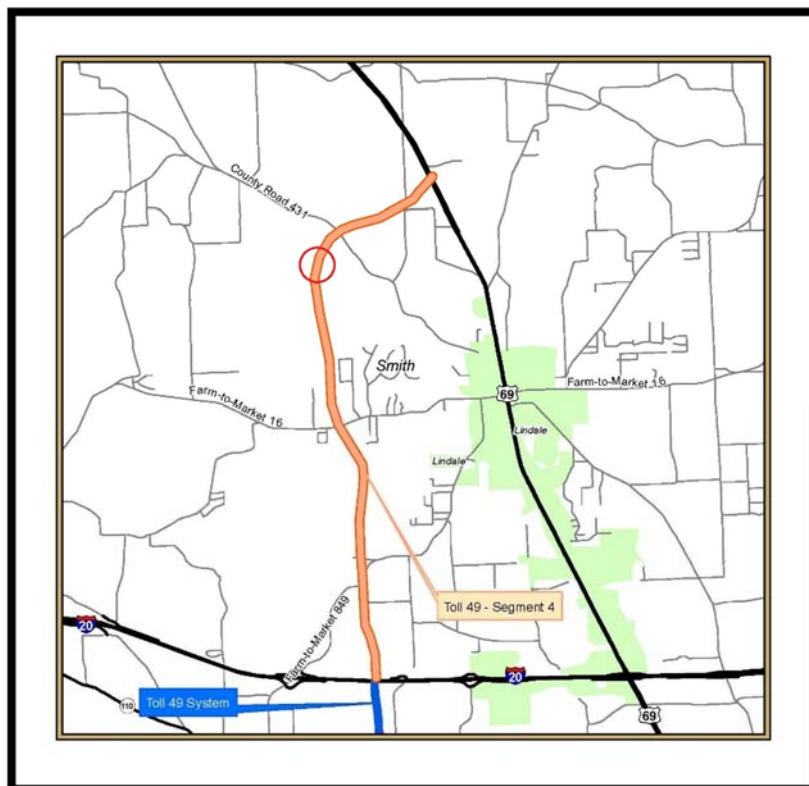 County Road 431
Smith
Farm-to-Market 16
Farm-to-Market 16
69
Lindale
Lindale
Toll 49 - Segment 4
Farm-to-Market 849
20
20
110
Toll 49 System
69